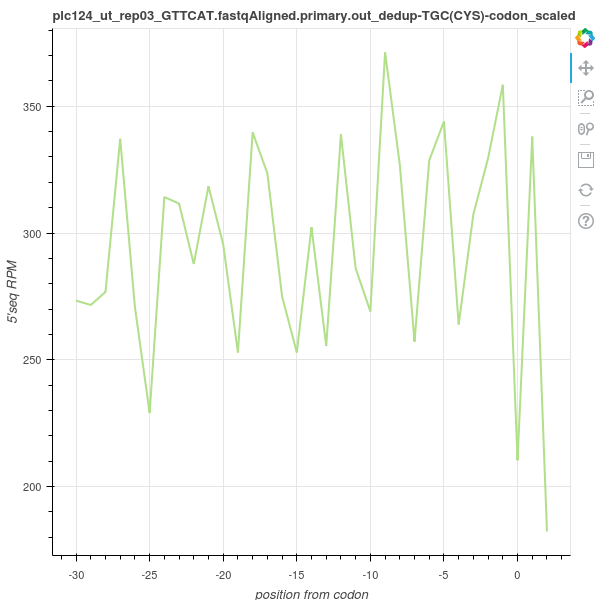 plc124_ut_rep03_GTTCAT.fastqAligned.primary.out_dedup-TGC(CYS)-codon_scaled
350
300
250
200
5'seq RPM
-30 -25 -20 -15 -10 -5 0
position from codon